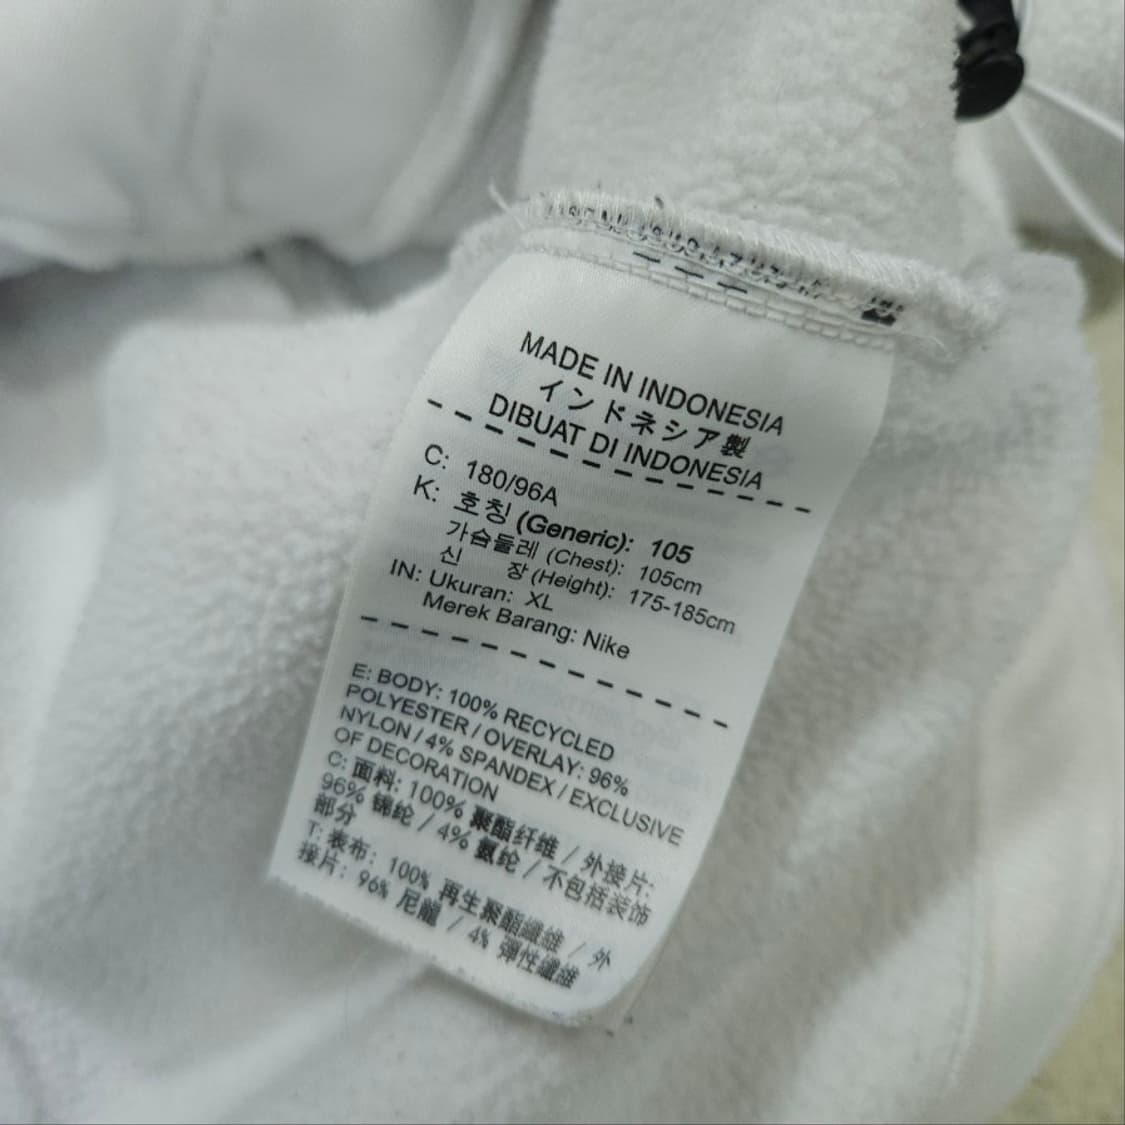 MADE IN INDONESIA
インドネシア製
DIBUAT DI INDONESIA
C: 180/96A
K: 호칭 (Generic): 105
가슴둘레 (Chest): 105cm
신 장 (Height): 175-185cm
IN: Ukuran: XL
Merek Barang: Nike
E: BODY: 100% RECYCLED
POLYESTER / OVERLAY: 96%
NYLON / 4% SPANDEX / EXCLUSIVE
OF DECORATION
C: 面料: 100% 聚酯纤维 / 外接片:
96% 锦纶 / 4% 氨纶 / 不包括装饰
部分
T: 表布: 100% 再生聚酯纖維 / 外
接片: 96% 尼龍 / 4% 彈性纖維